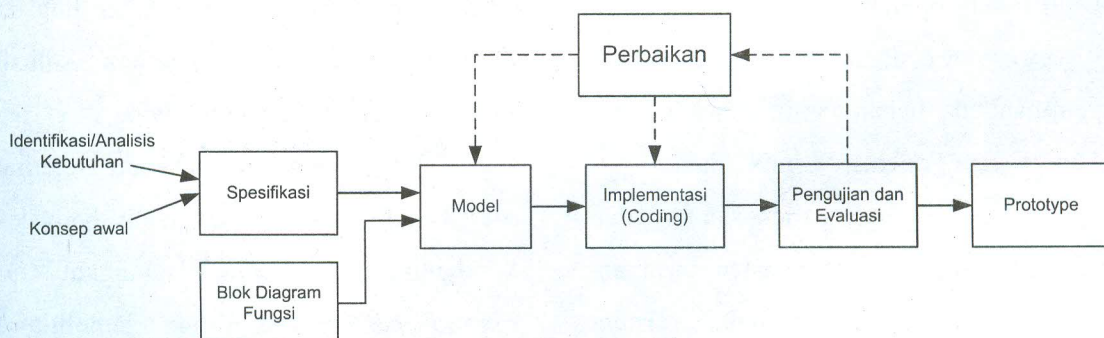 Perbaikan
Identifikasi/Analisis
Kebutuhan
Konsep awal
Spesifikasi
Blok Diagram
Fungsi
Model
Implementasi
(Coding)
Pengujian dan
Evaluasi
Prototype